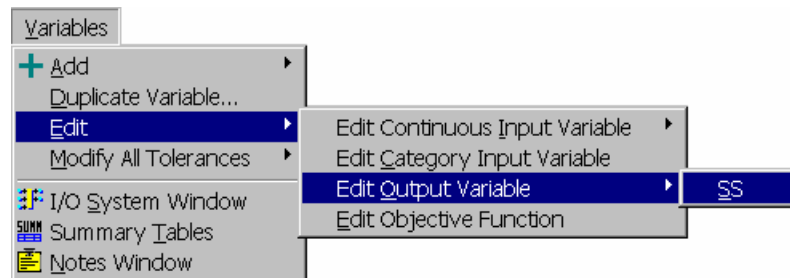 Variables
Add
Duplicate Variable...
Edit
Modify All Tolerances
I/O System Window
SUMM Summary Tables
Notes Window
Edit Continuous Input Variable
Edit Category Input Variable
Edit Output Variable
Edit Objective Function
SS